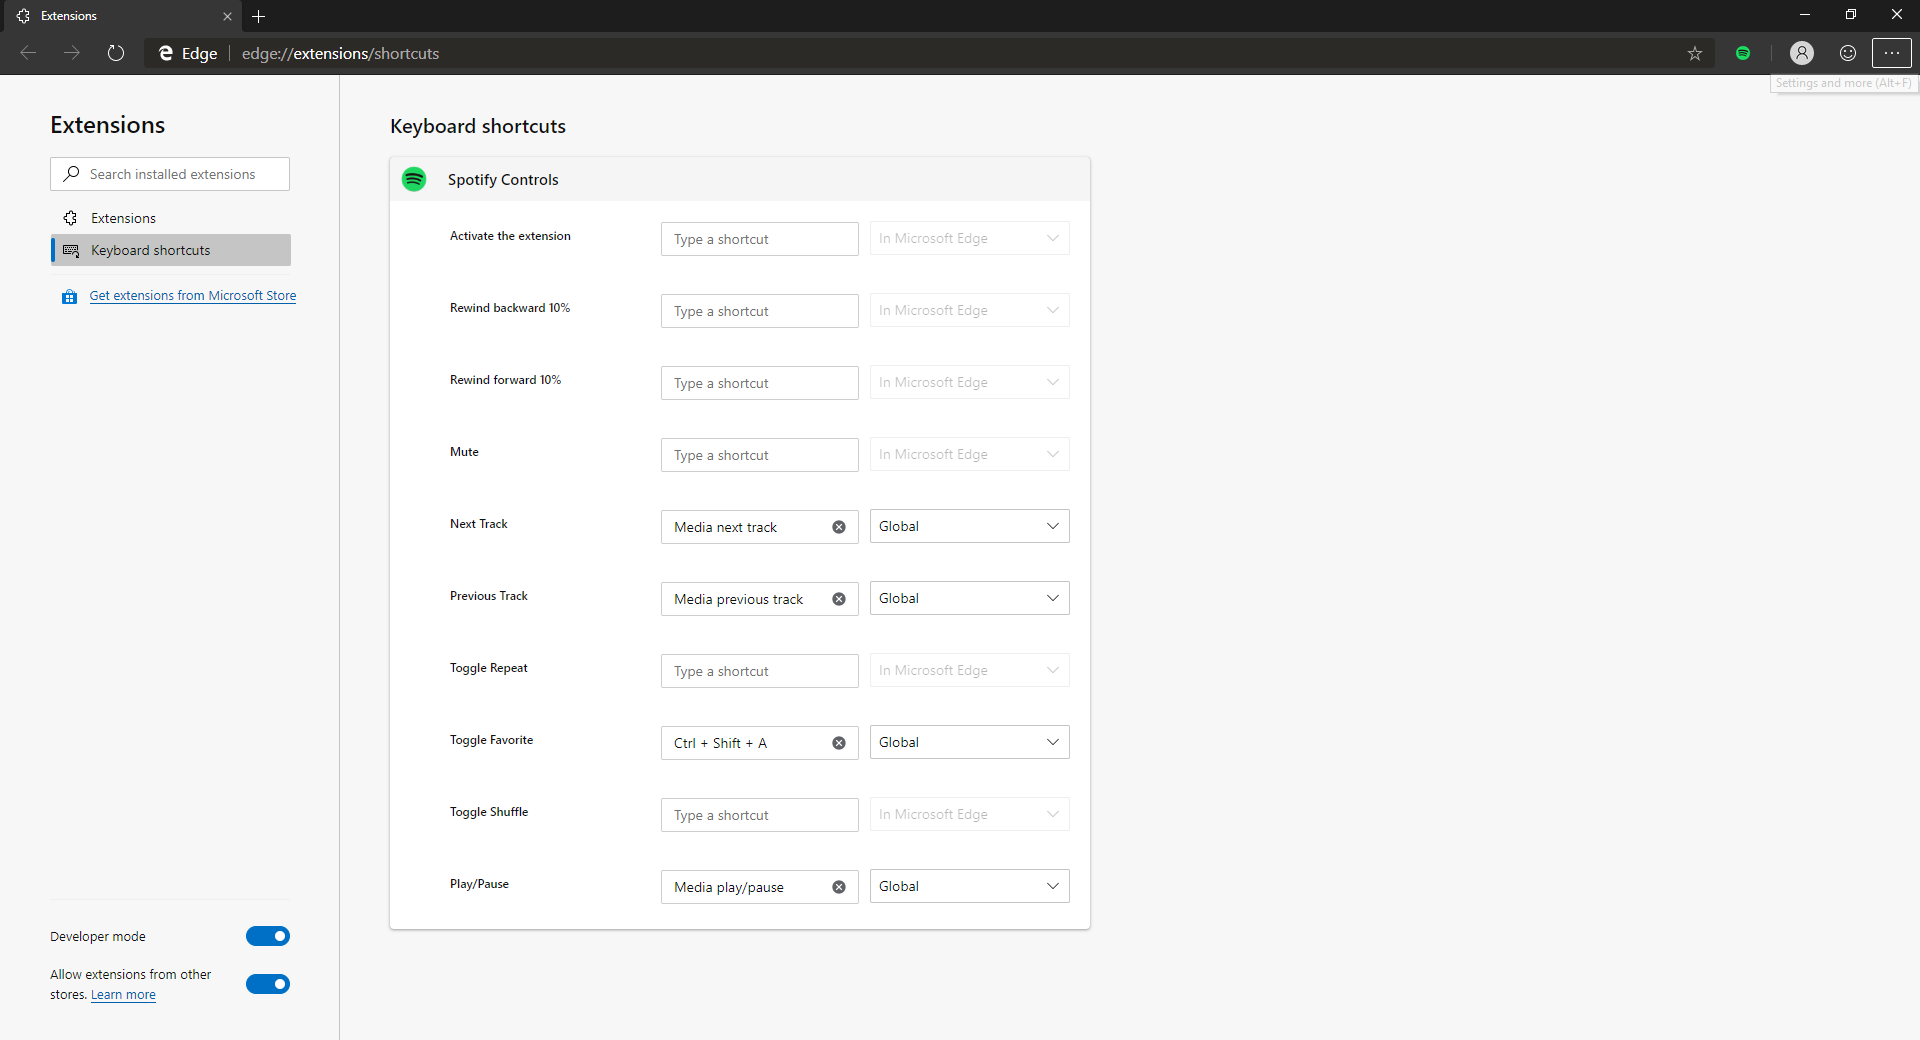 Extensions
Edge
edge://extensions/shortcuts
Settings and more (Alt+F)
Extensions
Search installed extensions
Extensions
Keyboard shortcuts
Get extensions from Microsoft Store
Keyboard shortcuts
Spotify Controls
Activate the extension Type a shortcut In Microsoft Edge
Rewind backward 10% Type a shortcut In Microsoft Edge
Rewind forward 10% Type a shortcut In Microsoft Edge
Mute Type a shortcut In Microsoft Edge
Next Track Media next track Global
Previous Track Media previous track Global
Toggle Repeat Type a shortcut In Microsoft Edge
Toggle Favorite Ctrl + Shift + A Global
Toggle Shuffle Type a shortcut In Microsoft Edge
Play/Pause Media play/pause Global
Developer mode
Allow extensions from other
stores. Learn more